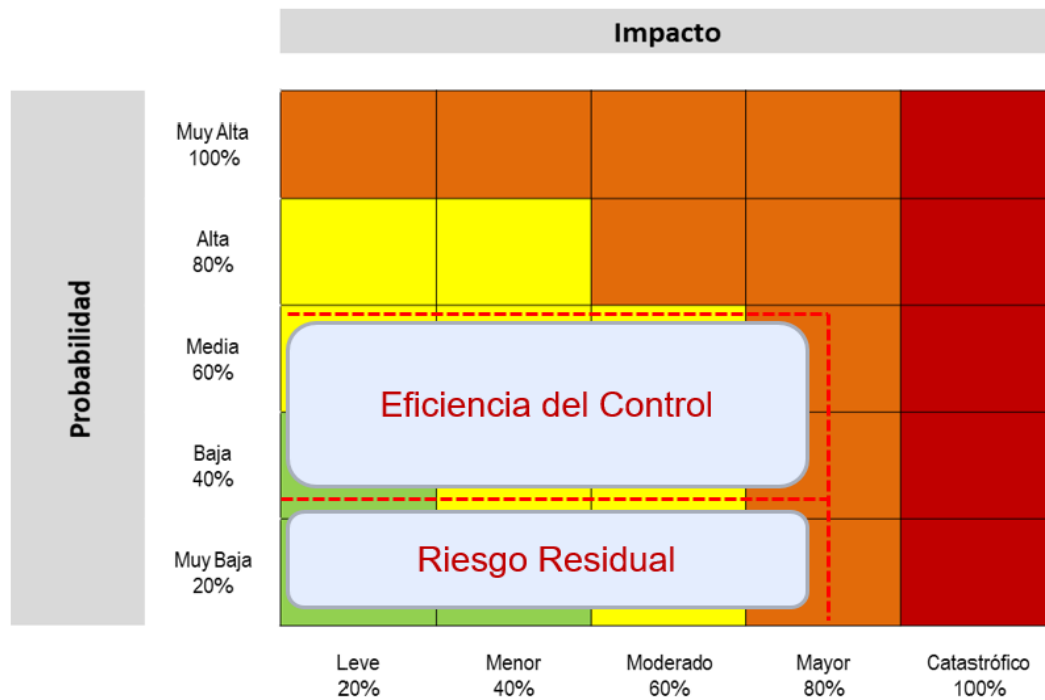 Impacto
Probabilidad
Muy Alta
100%
Alta
80%
Media
60%
Baja
40%
Muy Baja
20%
Eficiencia del Control
Riesgo Residual
Leve
20%
Menor
40%
Moderado
60%
Mayor
80%
Catastrófico
100%